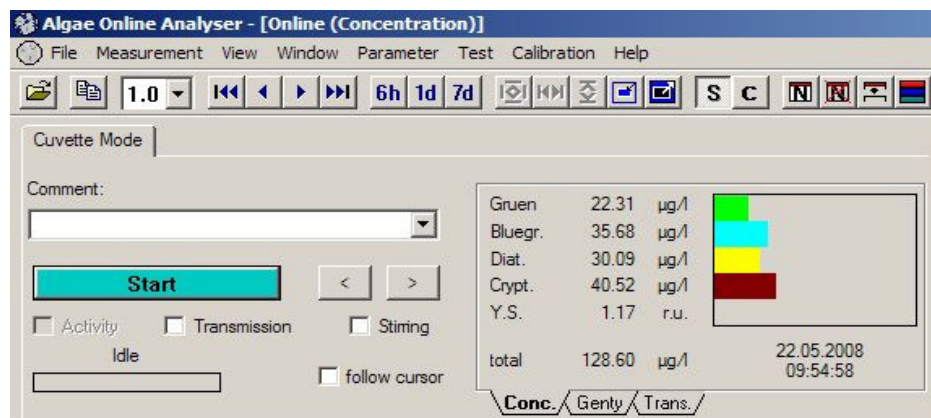 Algae Online Analyser - [Online (Concentration)]
File Measurement View Window Parameter Test Calibration Help
1.0 6h 1d 7d S C N N
Cuvette Mode
Comment:
Start < >
Activity Transmission Stirring
Idle
follow cursor
Gruen 22.31 µg/l
Bluegr. 35.68 µg/l
Diat. 30.09 µg/l
Crypt. 40.52 µg/l
Y.S. 1.17 r.u.
total 128.60 µg/l
22.05.2008
09:54:58
Conc. Genty Trans.